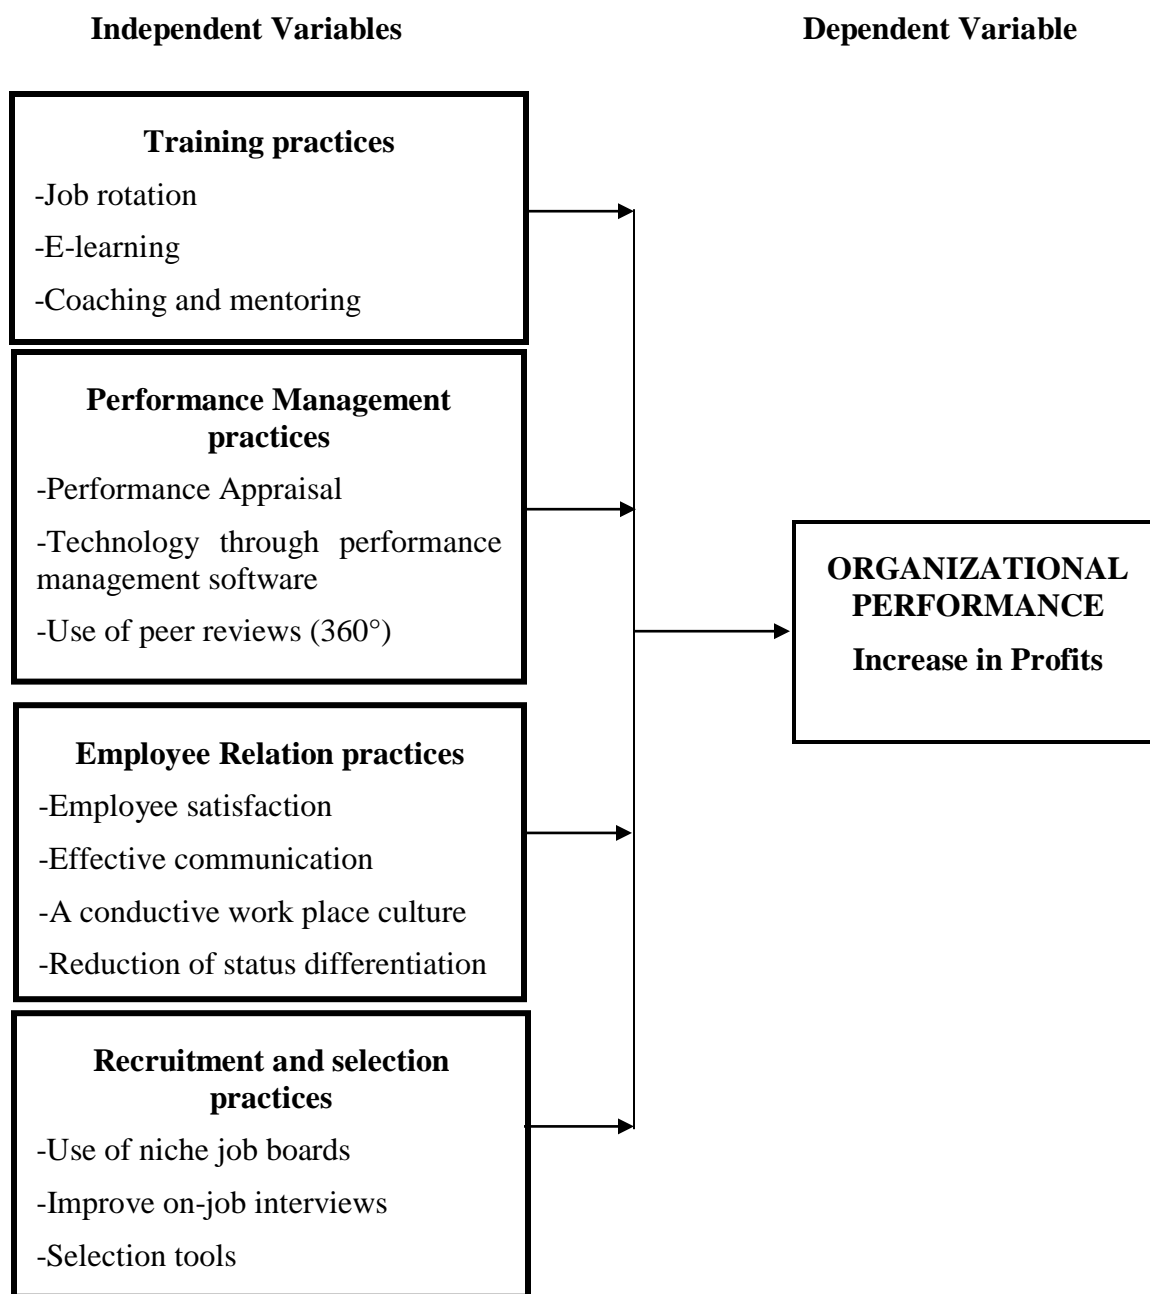 Independent Variables
Dependent Variable
Training practices
-Job rotation
-E-learning
-Coaching and mentoring
Performance Management
practices
-Performance Appraisal
-Technology through performance
management software
-Use of peer reviews (360°)
Employee Relation practices
-Employee satisfaction
-Effective communication
-A conductive work place culture
-Reduction of status differentiation
Recruitment and selection
practices
-Use of niche job boards
-Improve on-job interviews
-Selection tools
ORGANIZATIONAL
PERFORMANCE
Increase in Profits